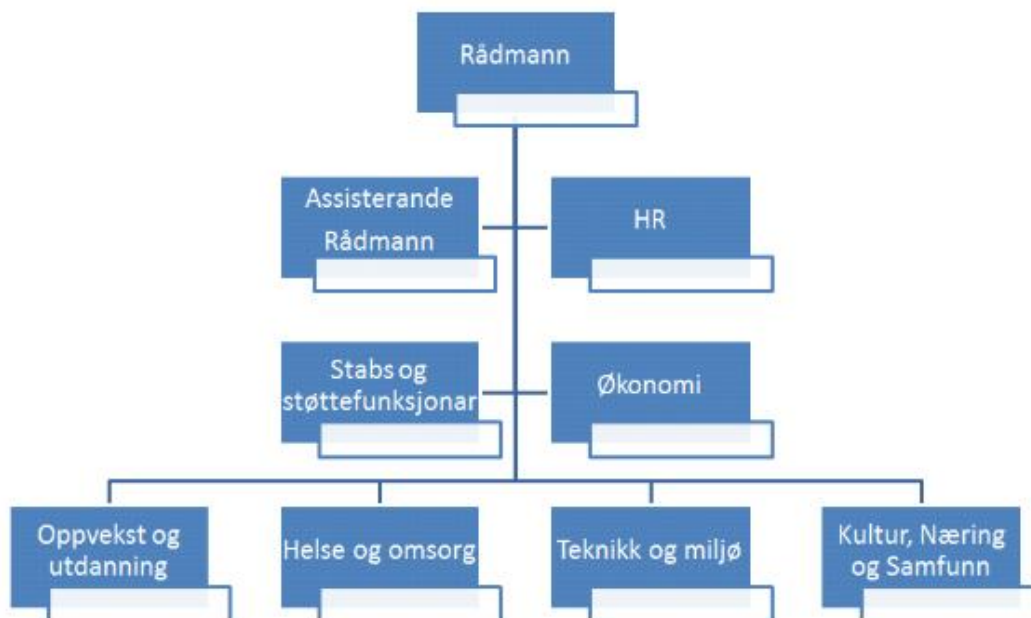 Rådmann
Assisterande
Rådmann
HR
Stabs og
støttefunksjonar
Økonomi
Oppvekst og
utdanning
Helse og omsorg
Teknikk og miljø
Kultur, Næring
og Samfunn